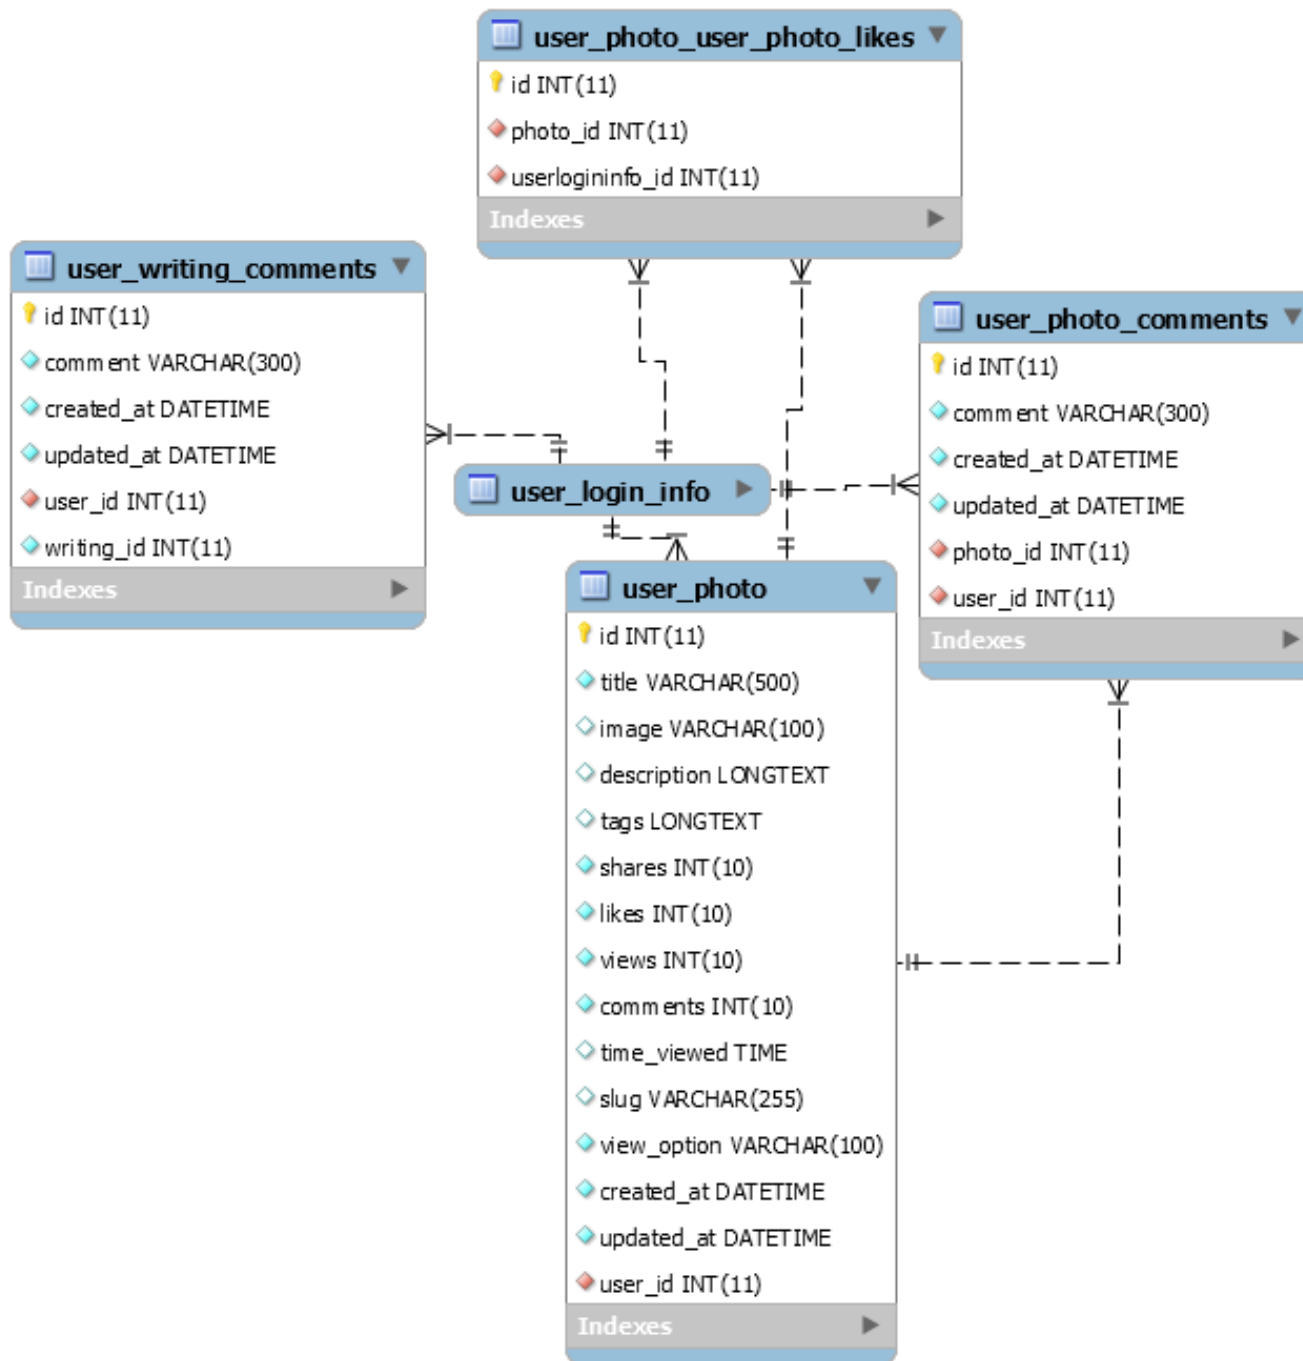 user_photo_user_photo_likes
id INT(11)
photo_id INT(11)
userlogininfo_id INT(11)
Indexes
user_writing_comments
id INT(11)
comment VARCHAR(300)
created_at DATETIME
updated_at DATETIME
user_id INT(11)
writing_id INT(11)
Indexes
user_photo_comments
id INT(11)
comment VARCHAR(300)
created_at DATETIME
updated_at DATETIME
photo_id INT(11)
user_id INT(11)
Indexes
user_login_info
user_photo
id INT(11)
title VARCHAR(500)
image VARCHAR(100)
description LONGTEXT
tags LONGTEXT
shares INT(10)
likes INT(10)
views INT(10)
comments INT(10)
time_viewed TIME
slug VARCHAR(255)
view_option VARCHAR(100)
created_at DATETIME
updated_at DATETIME
user_id INT(11)
Indexes